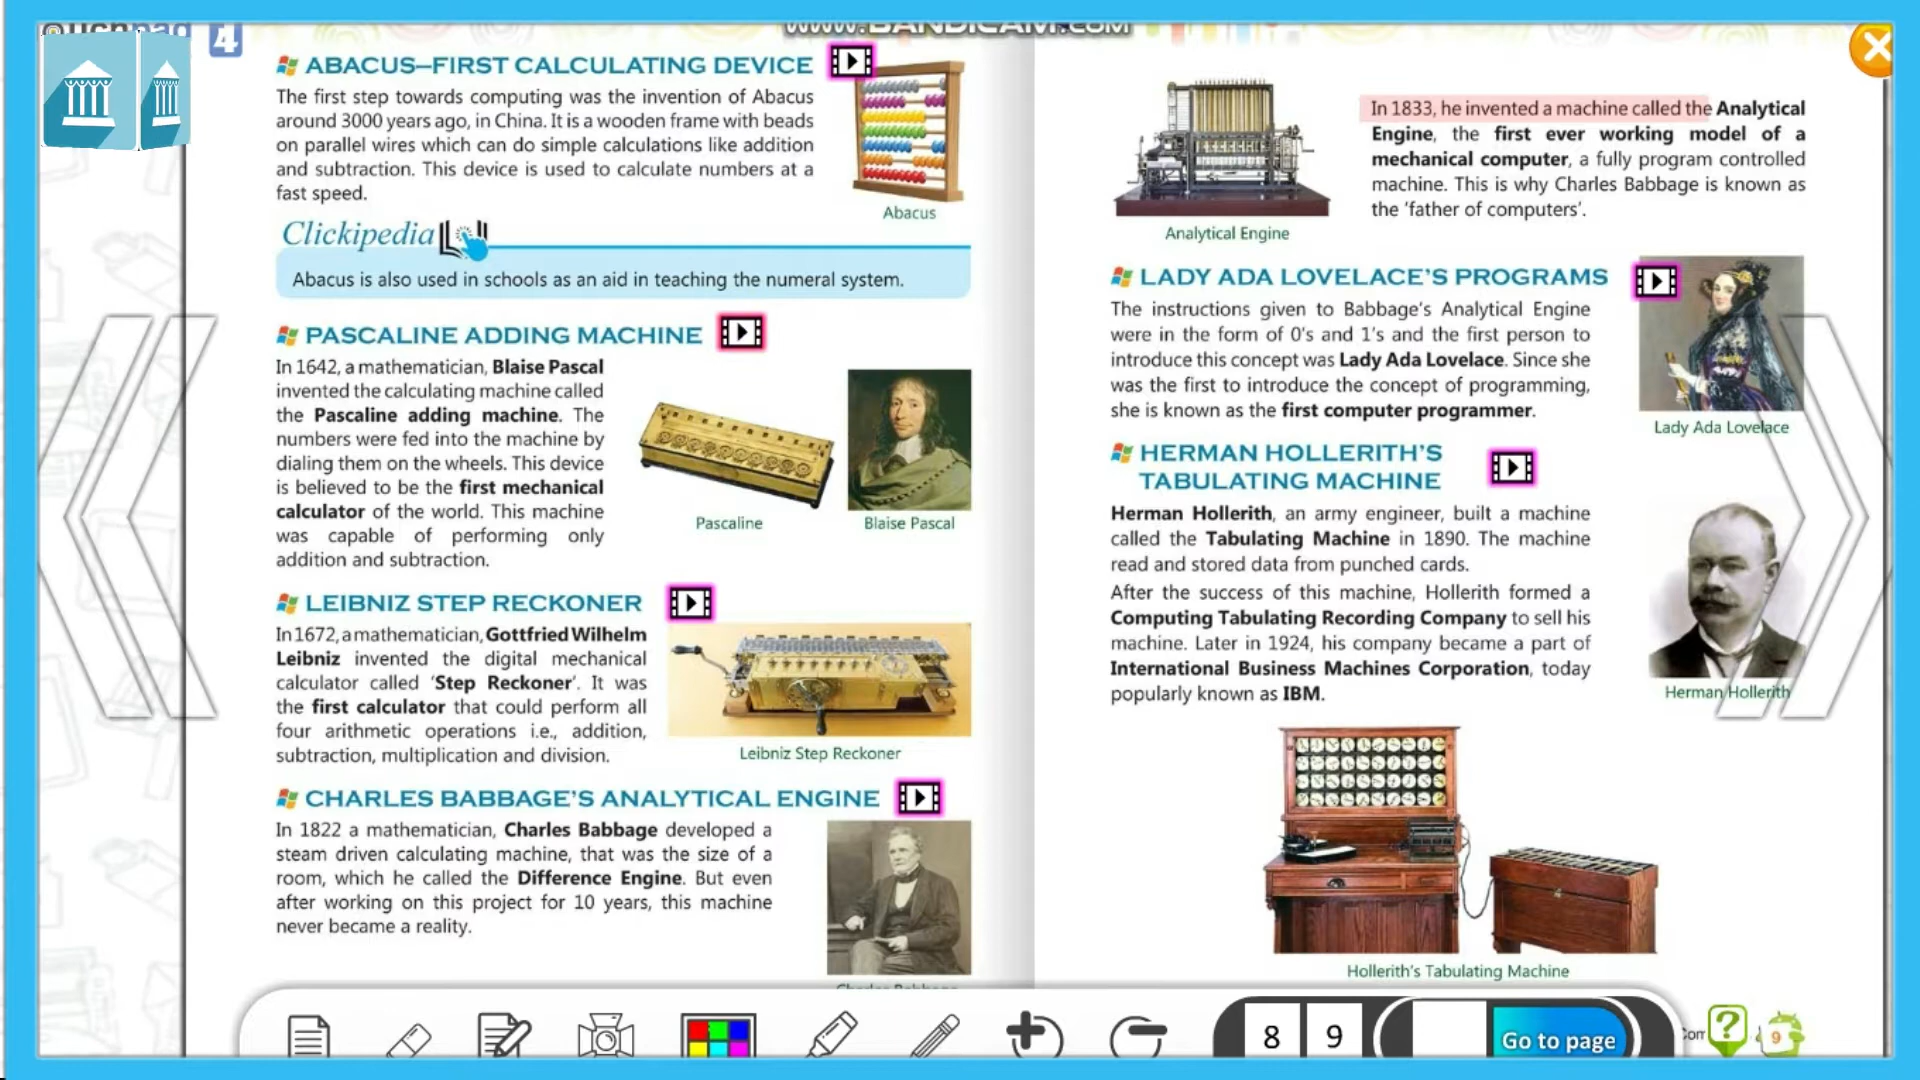 WWW.BANDICAM.COM
4
ABACUS—FIRST CALCULATING DEVICE
The first step towards computing was the invention of Abacus
around 3000 years ago, in China. It is a wooden frame with beads
on parallel wires which can do simple calculations like addition
and subtraction. This device is used to calculate numbers at a
fast speed.
Abacus
Clickipedia
Abacus is also used in schools as an aid in teaching the numeral system.
PASCALINE ADDING MACHINE
In 1642, a mathematician, Blaise Pascal
invented the calculating machine called
the Pascaline adding machine. The
numbers were fed into the machine by
dialing them on the wheels. This device
is believed to be the first mechanical
calculator of the world. This machine
was capable of performing only
addition and subtraction.
Pascaline
Blaise Pascal
LEIBNIZ STEP RECKONER
In 1672, a mathematician, Gottfried Wilhelm
Leibniz invented the digital mechanical
calculator called ‘Step Reckoner’. It was
the first calculator that could perform all
four arithmetic operations i.e., addition,
subtraction, multiplication and division.
Leibniz Step Reckoner
CHARLES BABBAGE’S ANALYTICAL ENGINE
In 1822 a mathematician, Charles Babbage developed a
steam driven calculating machine, that was the size of a
room, which he called the Difference Engine. But even
after working on this project for 10 years, this machine
never became a reality.
In 1833, he invented a machine called the Analytical
Engine, the first ever working model of a
mechanical computer, a fully program controlled
machine. This is why Charles Babbage is known as
the ‘father of computers’.
Analytical Engine
LADY ADA LOVELACE’S PROGRAMS
The instructions given to Babbage’s Analytical Engine
were in the form of 0’s and 1’s and the first person to
introduce this concept was Lady Ada Lovelace. Since she
was the first to introduce the concept of programming,
she is known as the first computer programmer.
Lady Ada Lovelace
HERMAN HOLLERITH’S
TABULATING MACHINE
Herman Hollerith, an army engineer, built a machine
called the Tabulating Machine in 1890. The machine
read and stored data from punched cards.
After the success of this machine, Hollerith formed a
Computing Tabulating Recording Company to sell his
machine. Later in 1924, his company became a part of
International Business Machines Corporation, today
popularly known as IBM.
Herman Hollerith
Hollerith’s Tabulating Machine
8 9
Go to page
9